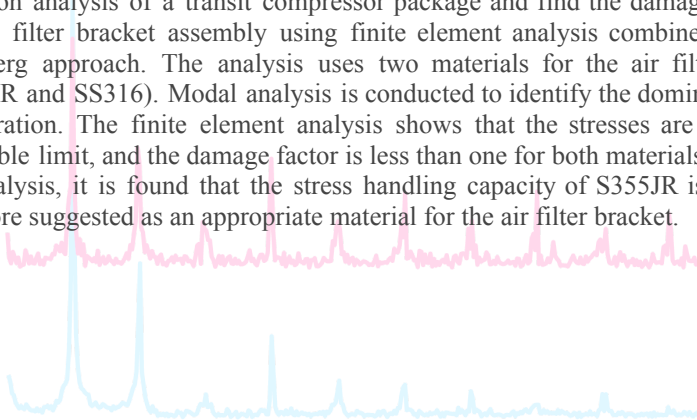 on analysis of a transit compressor package and find the damag
filter bracket assembly using finite element analysis combine
erg approach. The analysis uses two materials for the air fil
R and SS316). Modal analysis is conducted to identify the domin
ration. The finite element analysis shows that the stresses are
ble limit, and the damage factor is less than one for both materials
alysis, it is found that the stress handling capacity of S355JR is
ore suggested as an appropriate material for the air filter bracket.